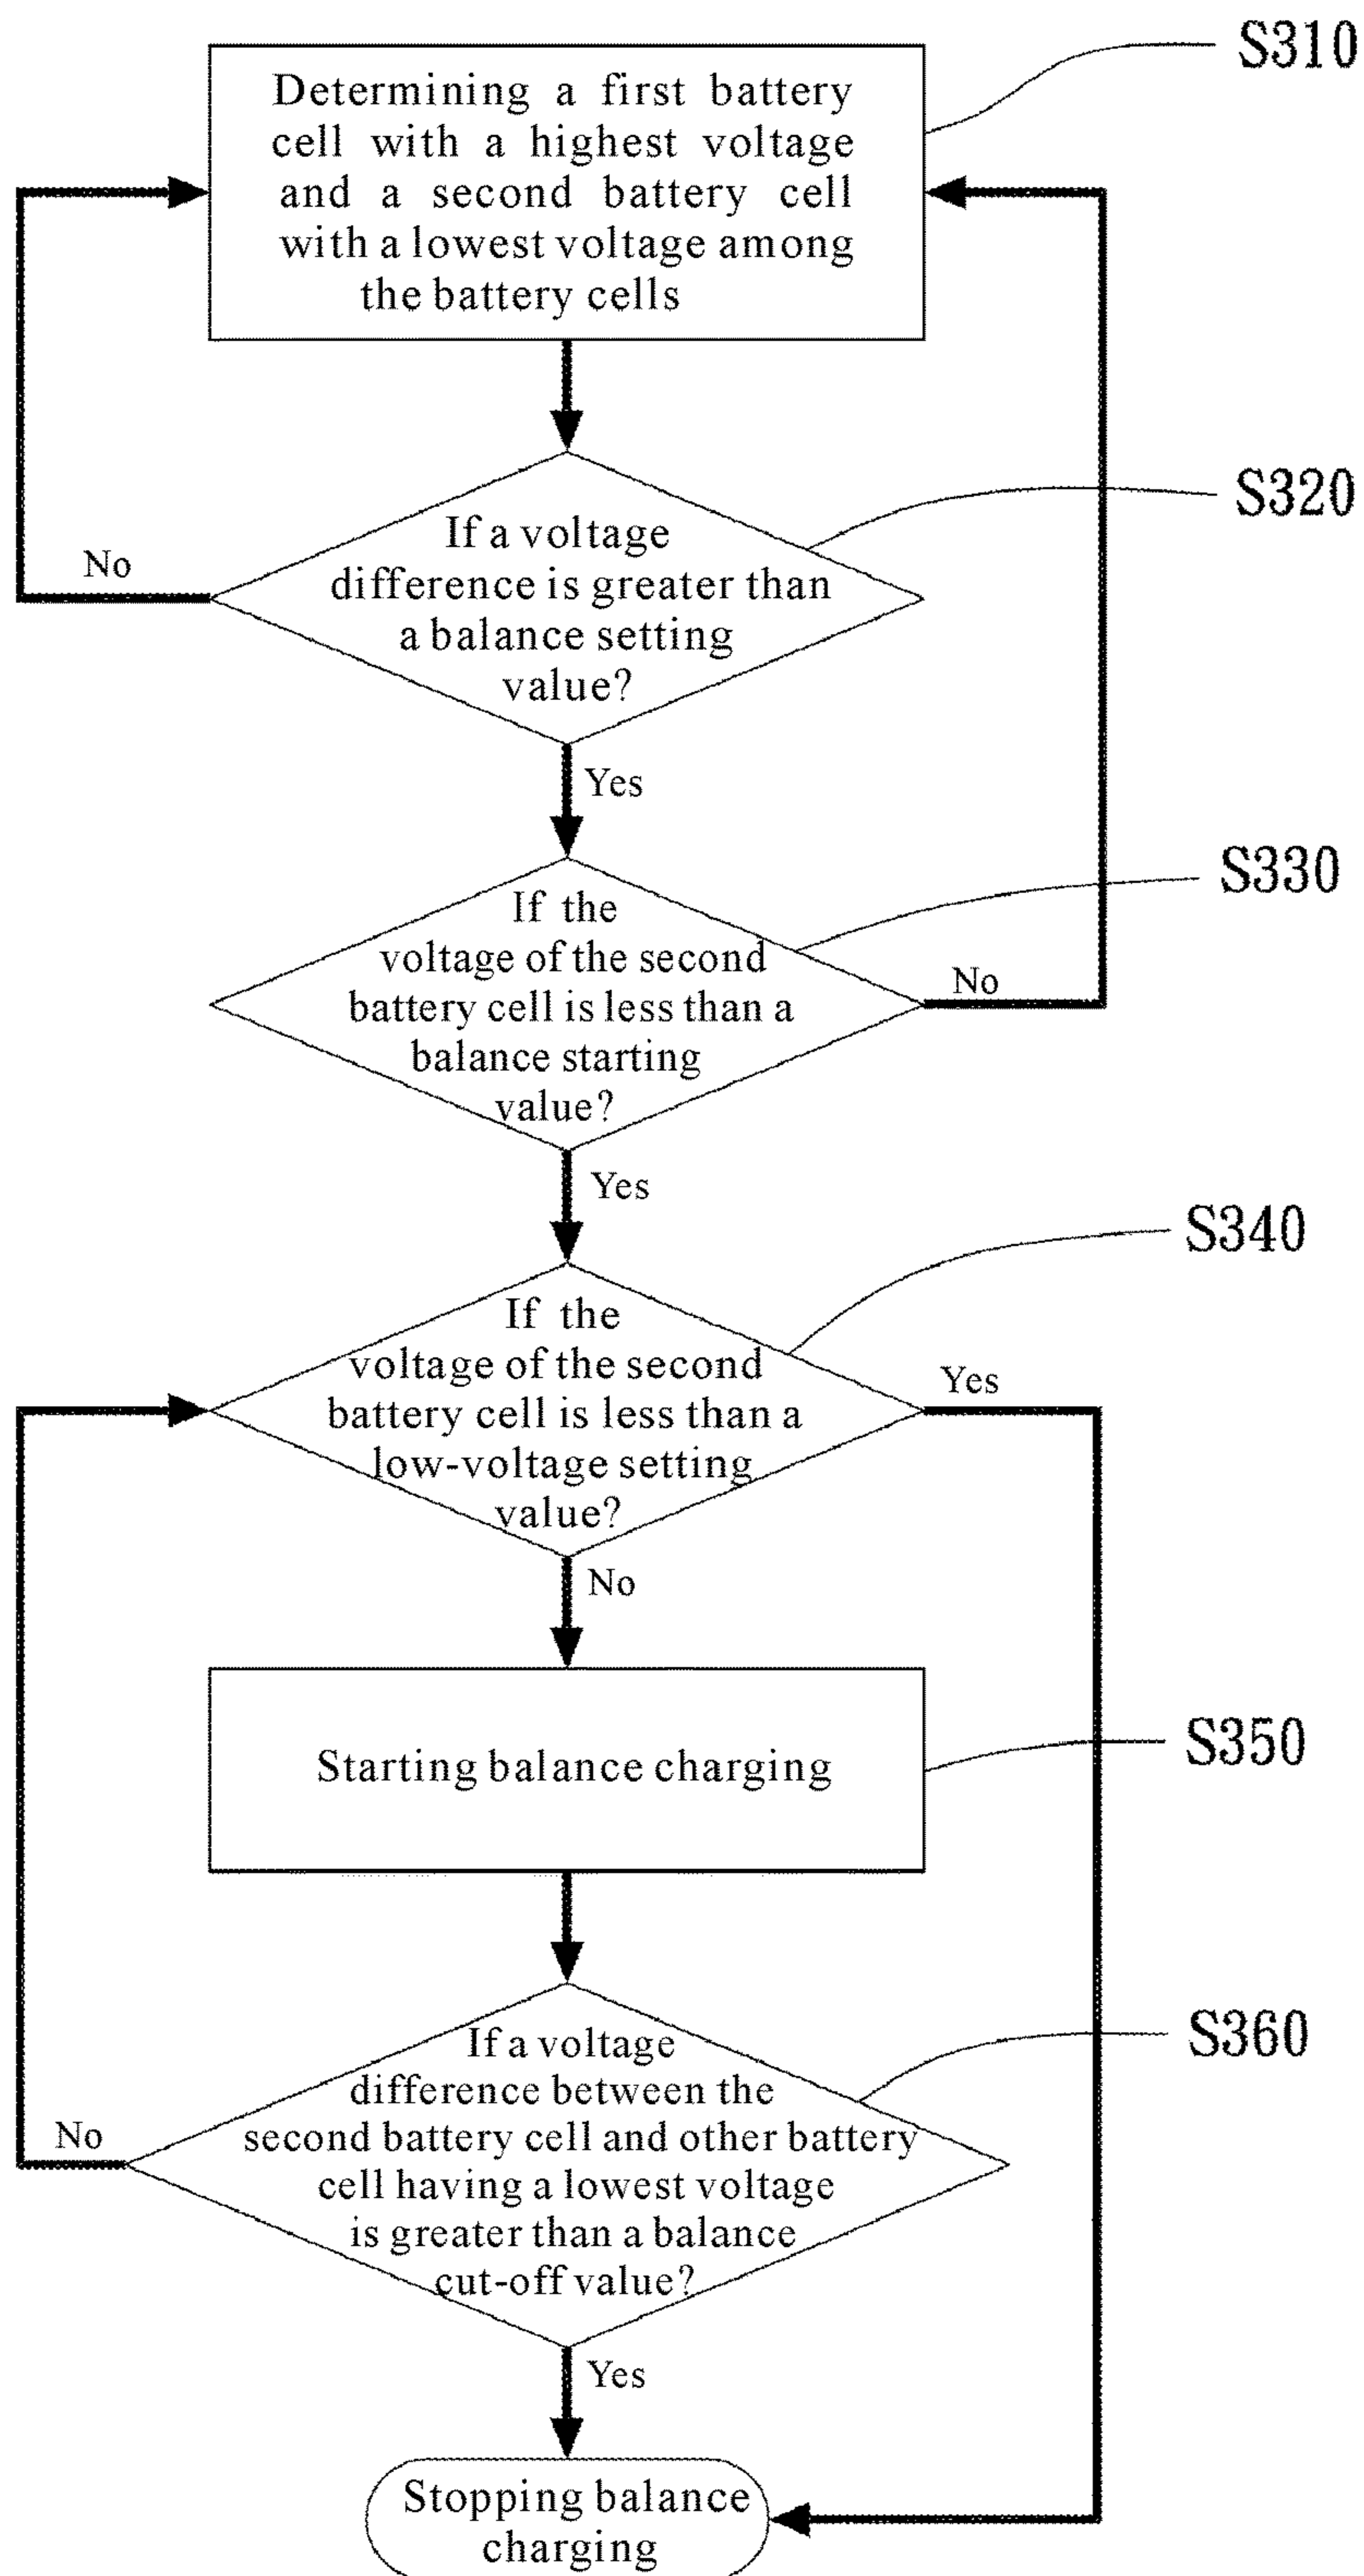 S310
Determining a first battery
cell with a highest voltage
and a second battery cell
with a lowest voltage among
the battery cells
S320
If a voltage
difference is greater than
a balance setting
value?
No
Yes
S330
If the
voltage of the second
battery cell is less than a
balance starting
value?
No
Yes
S340
If the
voltage of the second
battery cell is less than a
low-voltage setting
value?
Yes
No
S350
Starting balance charging
S360
If a voltage
difference between the
second battery cell and other battery
cell having a lowest voltage
is greater than a balance
cut-off value?
No
Yes
Stopping balance
charging